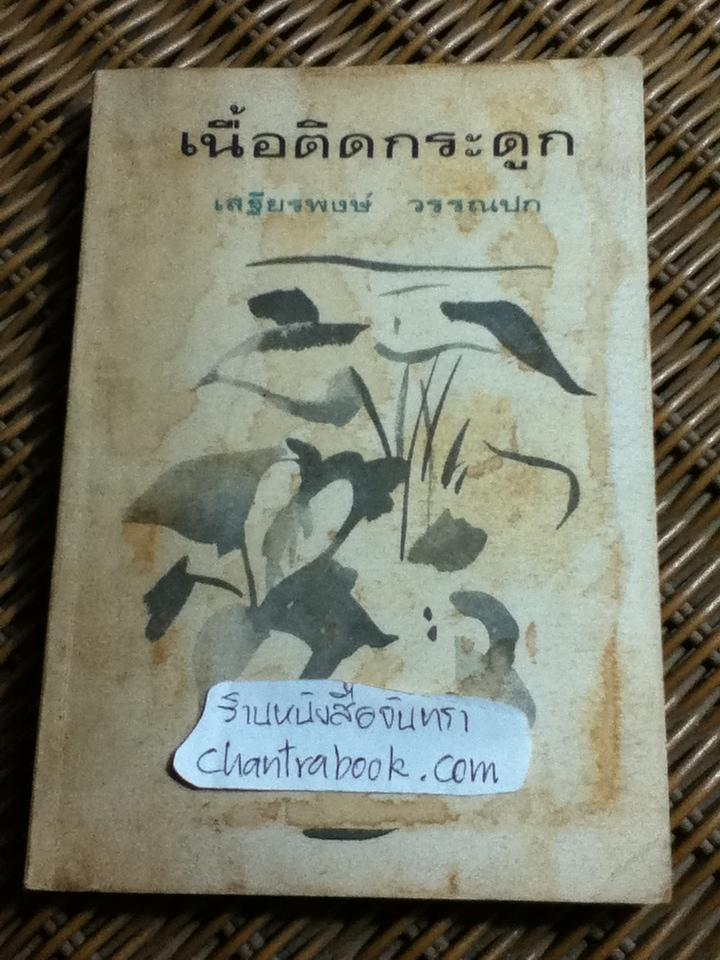 เนื้อติดกระดูก
เสฐียรพงษ์ วรรณปก
ร้านหนังสือจันทรา
chantrabook.com